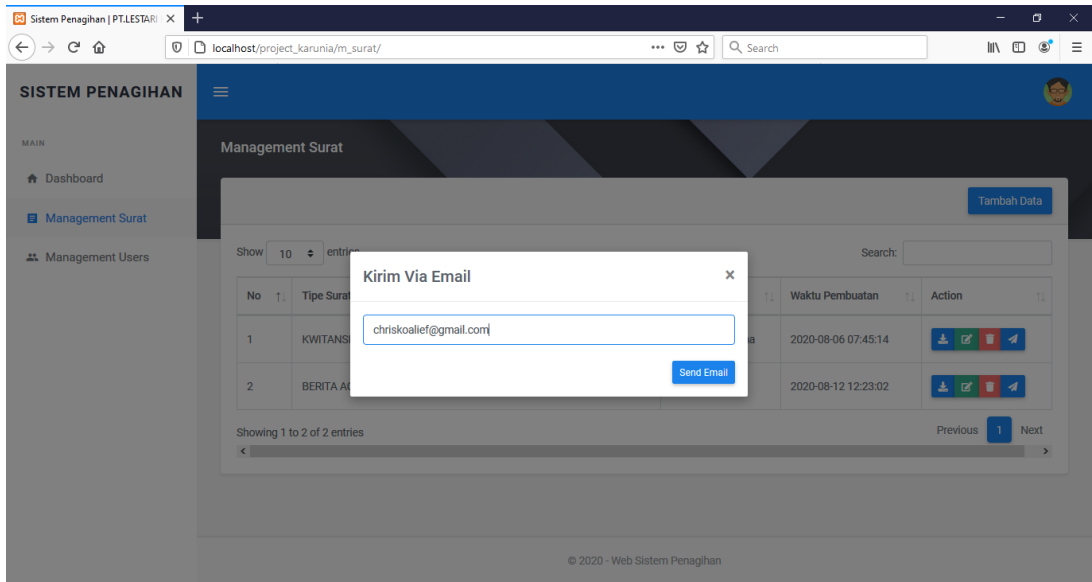 Sistem Penagihan | PT.LESTARI
localhost/project_karunia/m_surat/
Search
SISTEM PENAGIHAN
MAIN
Dashboard
Management Surat
Management Users
Management Surat
Tambah Data
Show 10 entries
Search:
Kirim Via Email
×
chriskoalief@gmail.com
Send Email
No Tipe Surat Waktu Pembuatan Action
1 KWITANSI 2020-08-06 07:45:14
2 BERITA AC 2020-08-12 12:23:02
Showing 1 to 2 of 2 entries
Previous 1 Next
© 2020 - Web Sistem Penagihan